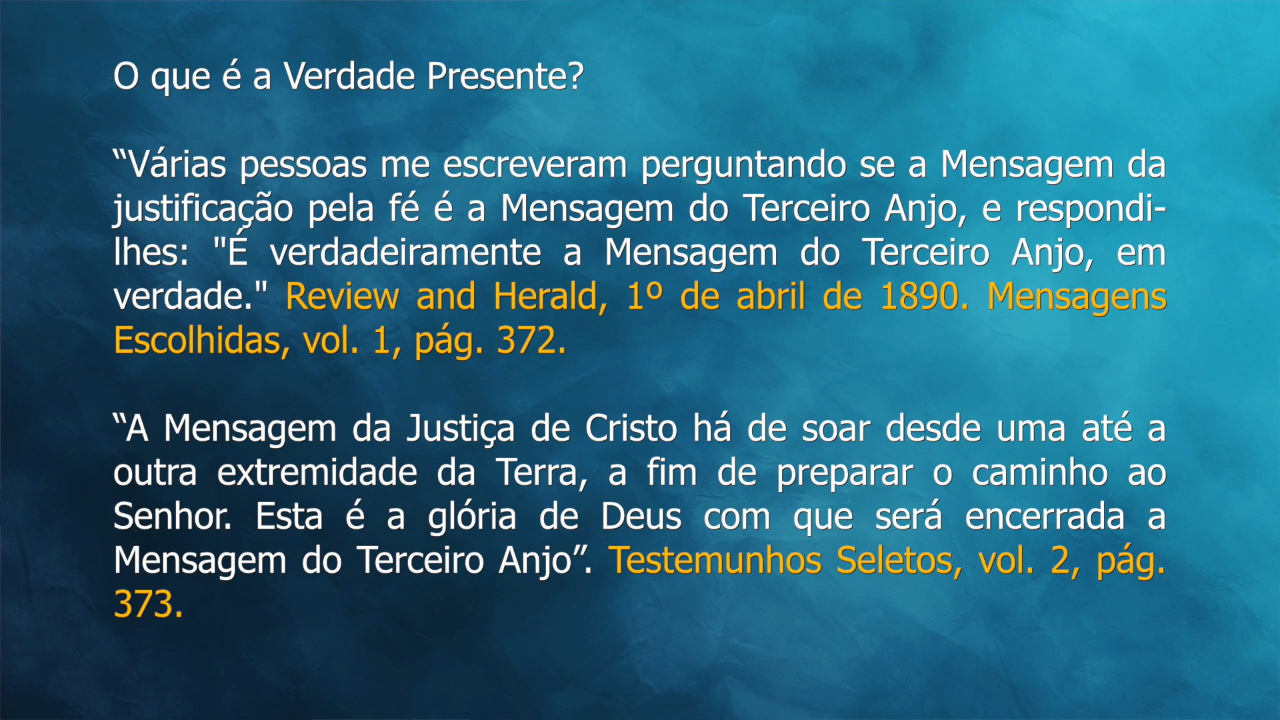 O que é a Verdade Presente?
“Várias pessoas me escreveram perguntando se a Mensagem da
justificação pela fé é a Mensagem do Terceiro Anjo, e respondi-
lhes: "É verdadeiramente a Mensagem do Terceiro Anjo, em
verdade." Review and Herald, 1º de abril de 1890. Mensagens
Escolhidas, vol. 1, pág. 372.
“A Mensagem da Justiça de Cristo há de soar desde uma até a
outra extremidade da Terra, a fim de preparar o caminho ao
Senhor. Esta é a glória de Deus com que será encerrada a
Mensagem do Terceiro Anjo”. Testemunhos Seletos, vol. 2, pág.
373.